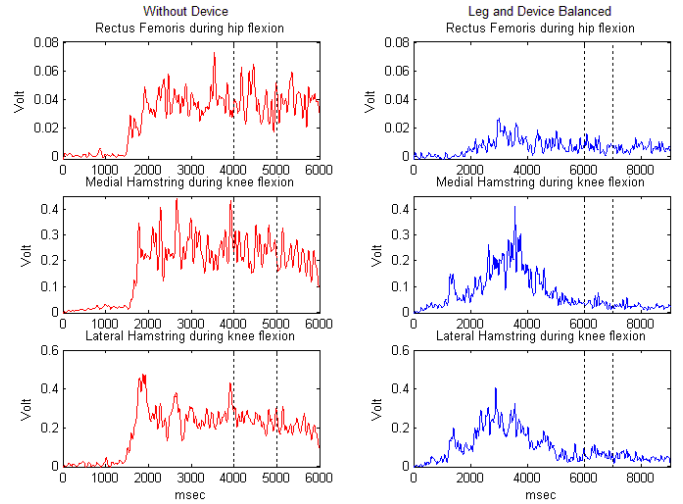 Without Device
Rectus Femoris during hip flexion
0.08
0.06
0.04
0.02
0
Volt
0 1000 2000 3000 4000 5000 6000
Medial Hamstring during knee flexion
0.4
0.3
0.2
0.1
0
Volt
0 1000 2000 3000 4000 5000 6000
Lateral Hamstring during knee flexion
0.6
0.4
0.2
0
Volt
0 1000 2000 3000 4000 5000 6000
msec
Leg and Device Balanced
Rectus Femoris during hip flexion
0.08
0.06
0.04
0.02
0
Volt
0 2000 4000 6000 8000
Medial Hamstring during knee flexion
0.4
0.3
0.2
0.1
0
Volt
0 2000 4000 6000 8000
Lateral Hamstring during knee flexion
0.6
0.4
0.2
0
Volt
0 2000 4000 6000 8000
msec